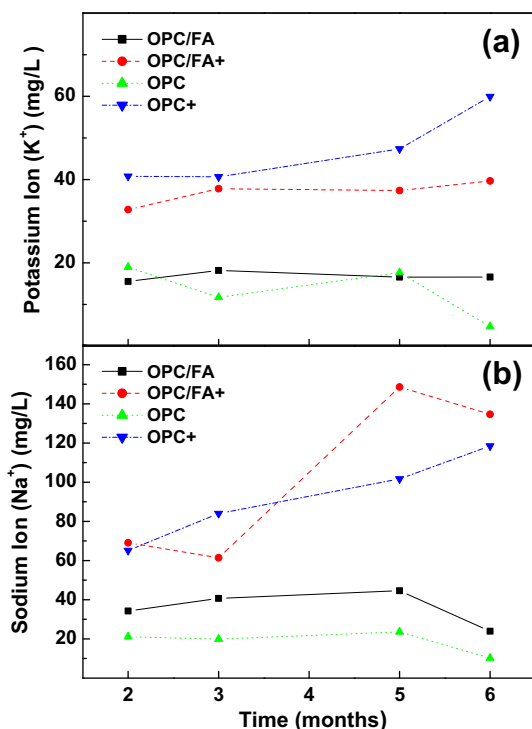 (a)
OPC/FA
OPC/FA+
OPC
OPC+
Potassium Ion (K⁺) (mg/L)
60
40
20
(b)
OPC/FA
OPC/FA+
OPC
OPC+
Sodium Ion (Na⁺) (mg/L)
160
140
120
100
80
60
40
20
2 3 4 5 6
Time (months)